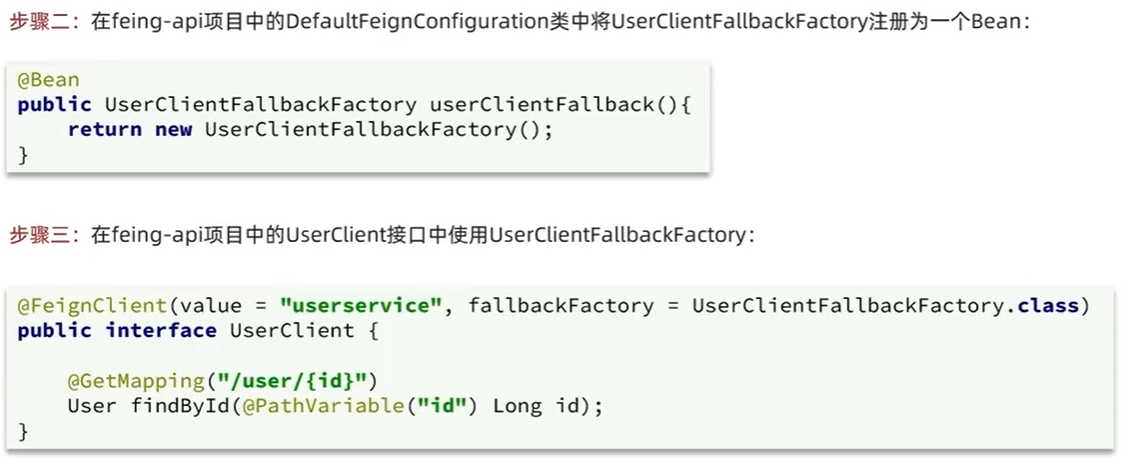 步骤二：在feing-api项目中的DefaultFeignConfiguration类中将UserClientFallbackFactory注册为一个Bean：
@Bean
public UserClientFallbackFactory userClientFallback(){
    return new UserClientFallbackFactory();
}
步骤三：在feing-api项目中的UserClient接口中使用UserClientFallbackFactory：
@FeignClient(value = "userservice", fallbackFactory = UserClientFallbackFactory.class)
public interface UserClient {
    @GetMapping("/user/{id}")
    User findById(@PathVariable("id") Long id);
}